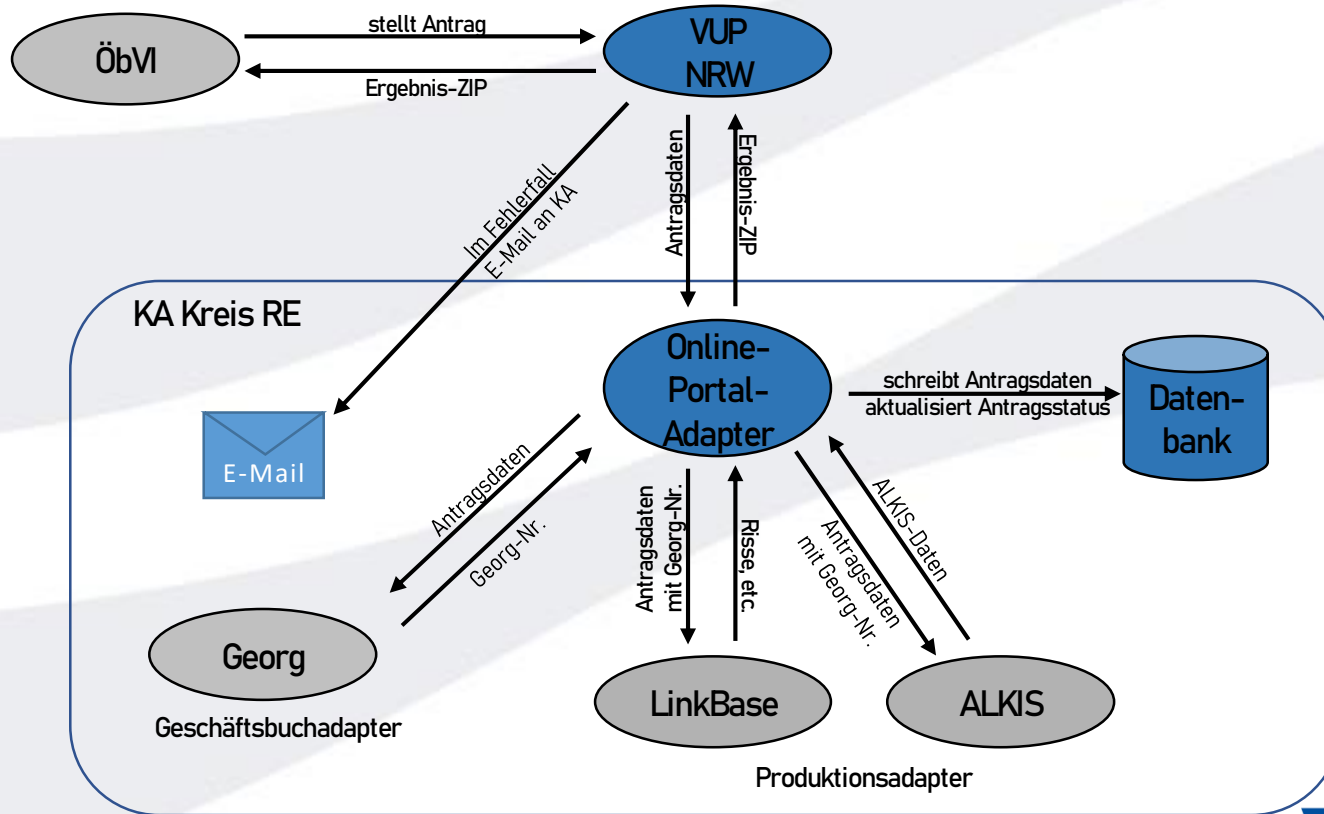 ÖbVI
stellt Antrag
Ergebnis-ZIP
VUP
NRW
Im Fehlerfall
E-Mail an KA
Antragsdaten
Ergebnis-ZIP
KA Kreis RE
Online-
Portal-
Adapter
schreibt Antragsdaten
aktualisiert Antragsstatus
Daten-
bank
E-Mail
Antragsdaten
Georg-Nr.
Antragsdaten
mit Georg-Nr.
Risse, etc.
Antragsdaten
mit Georg-Nr.
ALKIS-Daten
Georg
Geschäftsbuchadapter
LinkBase
ALKIS
Produktionsadapter